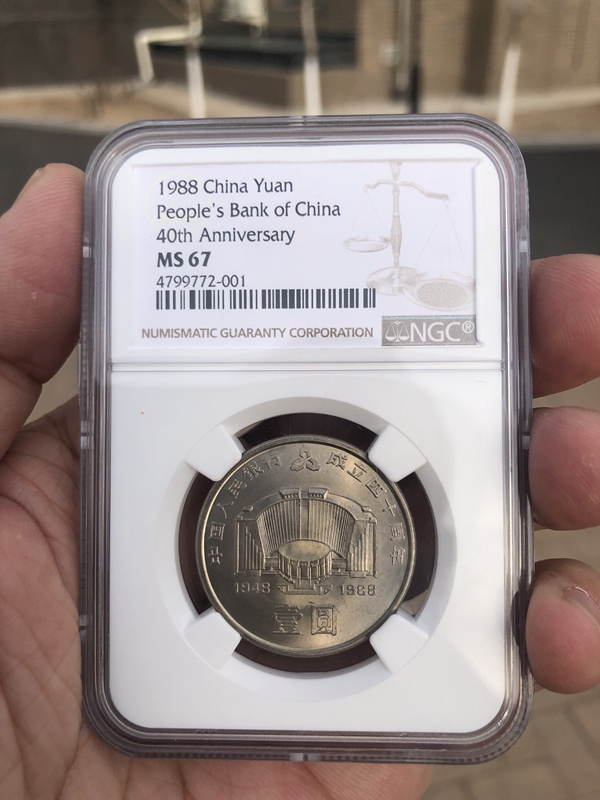 1988 China Yuan
People's Bank of China
40th Anniversary
MS 67
4799772-001
NUMISMATIC GUARANTY CORPORATION
NGC®
中国人民银行 成立四十周年
1948 1988
壹圆